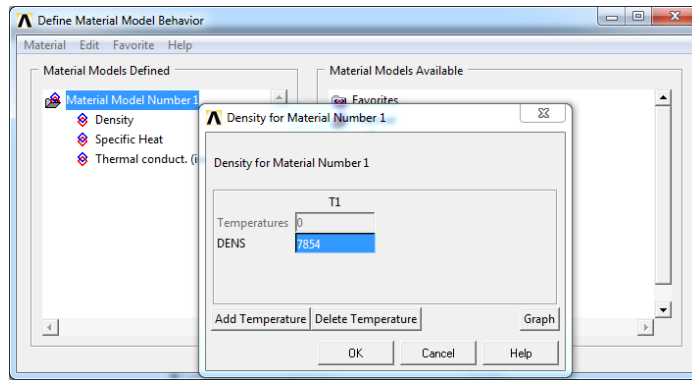 Define Material Model Behavior
Material Edit Favorite Help
Material Models Defined
Material Models Available
Material Model Number 1
Favorites
Density
Specific Heat
Thermal conduct. (i
Density for Material Number 1
Density for Material Number 1
T1
Temperatures 0
DENS 7854
Add Temperature Delete Temperature Graph
OK Cancel Help